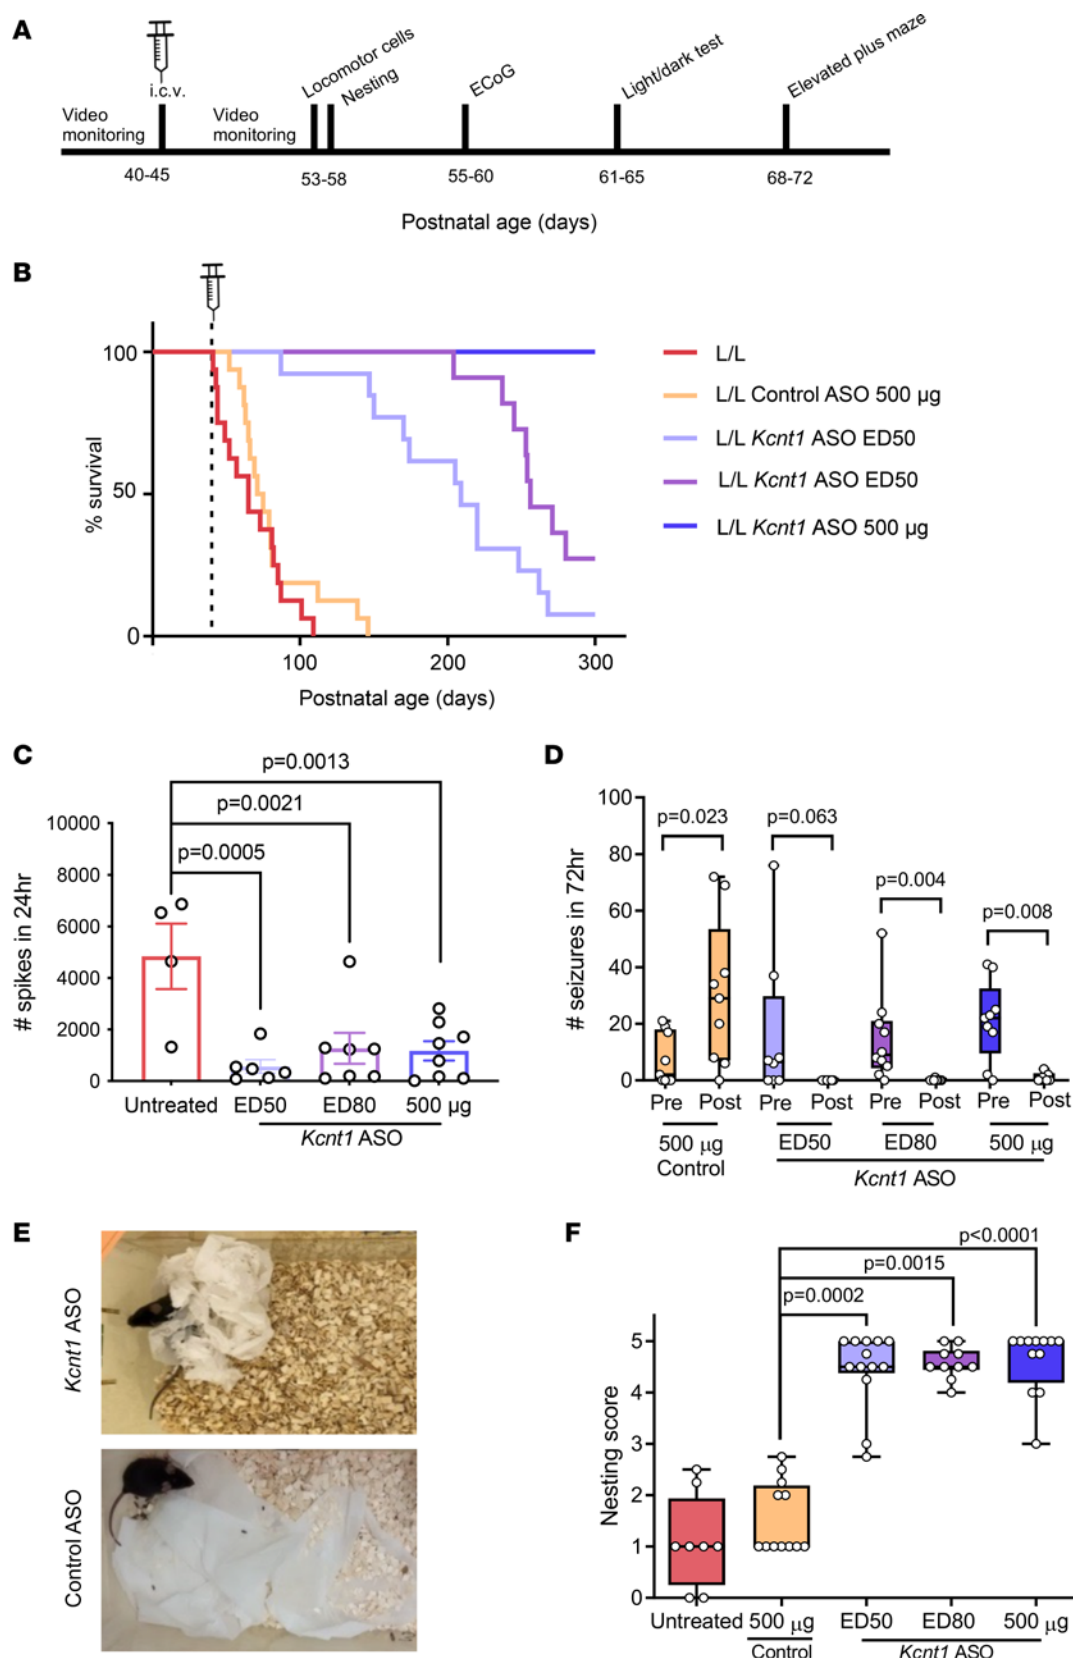 A
i.c.v.
Video
monitoring
Video
monitoring
Locomotor cells
Nesting
ECoG
Light/dark test
Elevated plus maze
40-45
53-58
55-60
61-65
68-72
Postnatal age (days)
B
% survival
100
50
0
100
200
300
Postnatal age (days)
L/L
L/L Control ASO 500 µg
L/L Kcnt1 ASO ED50
L/L Kcnt1 ASO ED50
L/L Kcnt1 ASO 500 µg
C
# spikes in 24hr
10000
8000
6000
4000
2000
0
p=0.0013
p=0.0021
p=0.0005
Untreated
ED50
ED80
500 µg
Kcnt1 ASO
D
# seizures in 72hr
100
80
60
40
20
0
p=0.023
p=0.063
p=0.004
p=0.008
Pre
Post
Pre
Post
Pre
Post
Pre
Post
500 µg
Control
ED50
ED80
500 µg
Kcnt1 ASO
E
Kcnt1 ASO
Control ASO
F
Nesting score
5
4
3
2
1
0
p<0.0001
p=0.0015
p=0.0002
Untreated
500 µg
Control
ED50
ED80
500 µg
Kcnt1 ASO